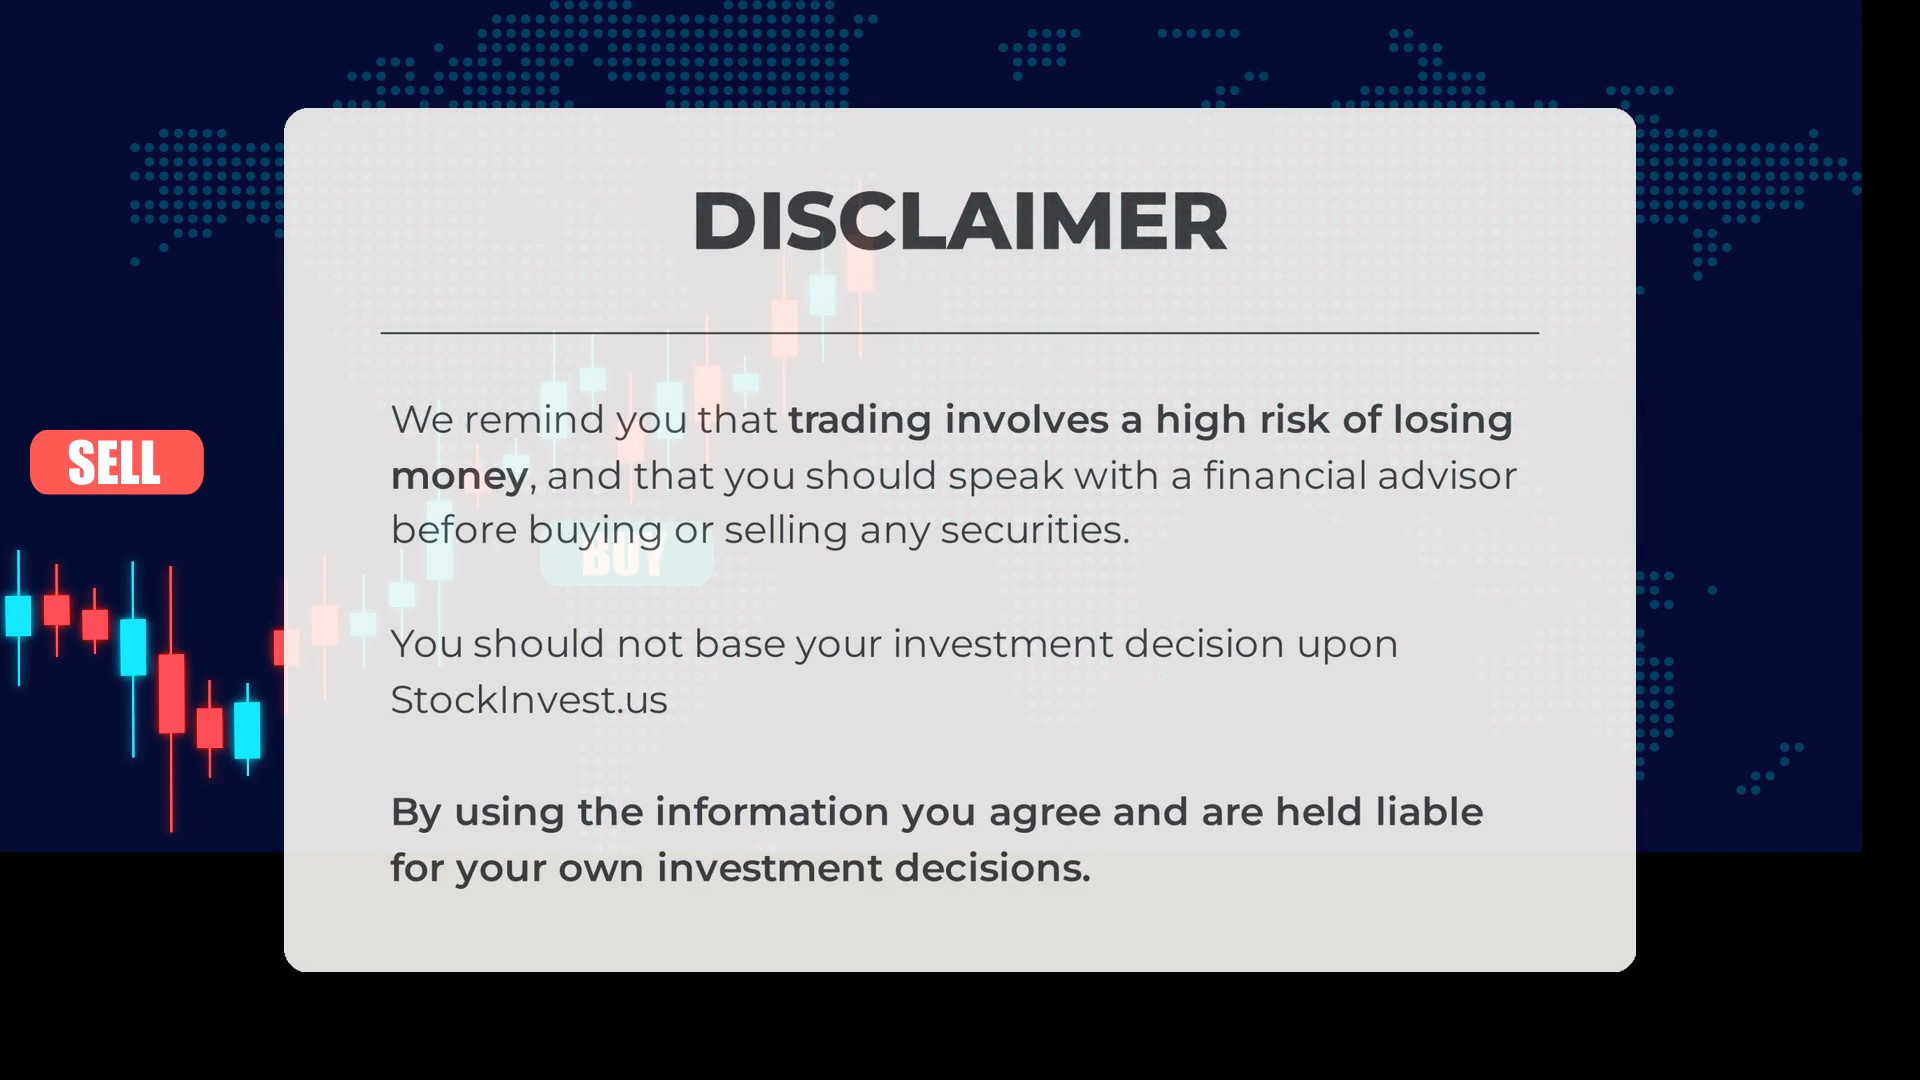 DISCLAIMER
SELL
We remind you that trading involves a high risk of losing
money, and that you should speak with a financial advisor
before buying or selling any securities.
BUY
You should not base your investment decision upon
StockInvest.us
By using the information you agree and are held liable
for your own investment decisions.